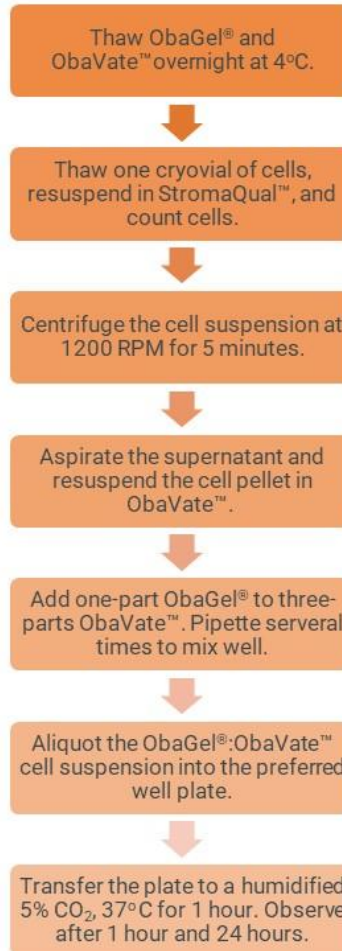 Thaw ObaGel® and
ObaVate™ overnight at 4°C.
Thaw one cryovial of cells,
resuspend in StromaQual™, and
count cells.
Centrifuge the cell suspension at
1200 RPM for 5 minutes.
Aspirate the supernatant and
resuspend the cell pellet in
ObaVate™.
Add one-part ObaGel® to three-
parts ObaVate™. Pipette serveral
times to mix well.
Aliquot the ObaGel®:ObaVate™
cell suspension into the preferred
well plate.
Transfer the plate to a humidified
5% CO₂, 37°C for 1 hour. Observe
after 1 hour and 24 hours.